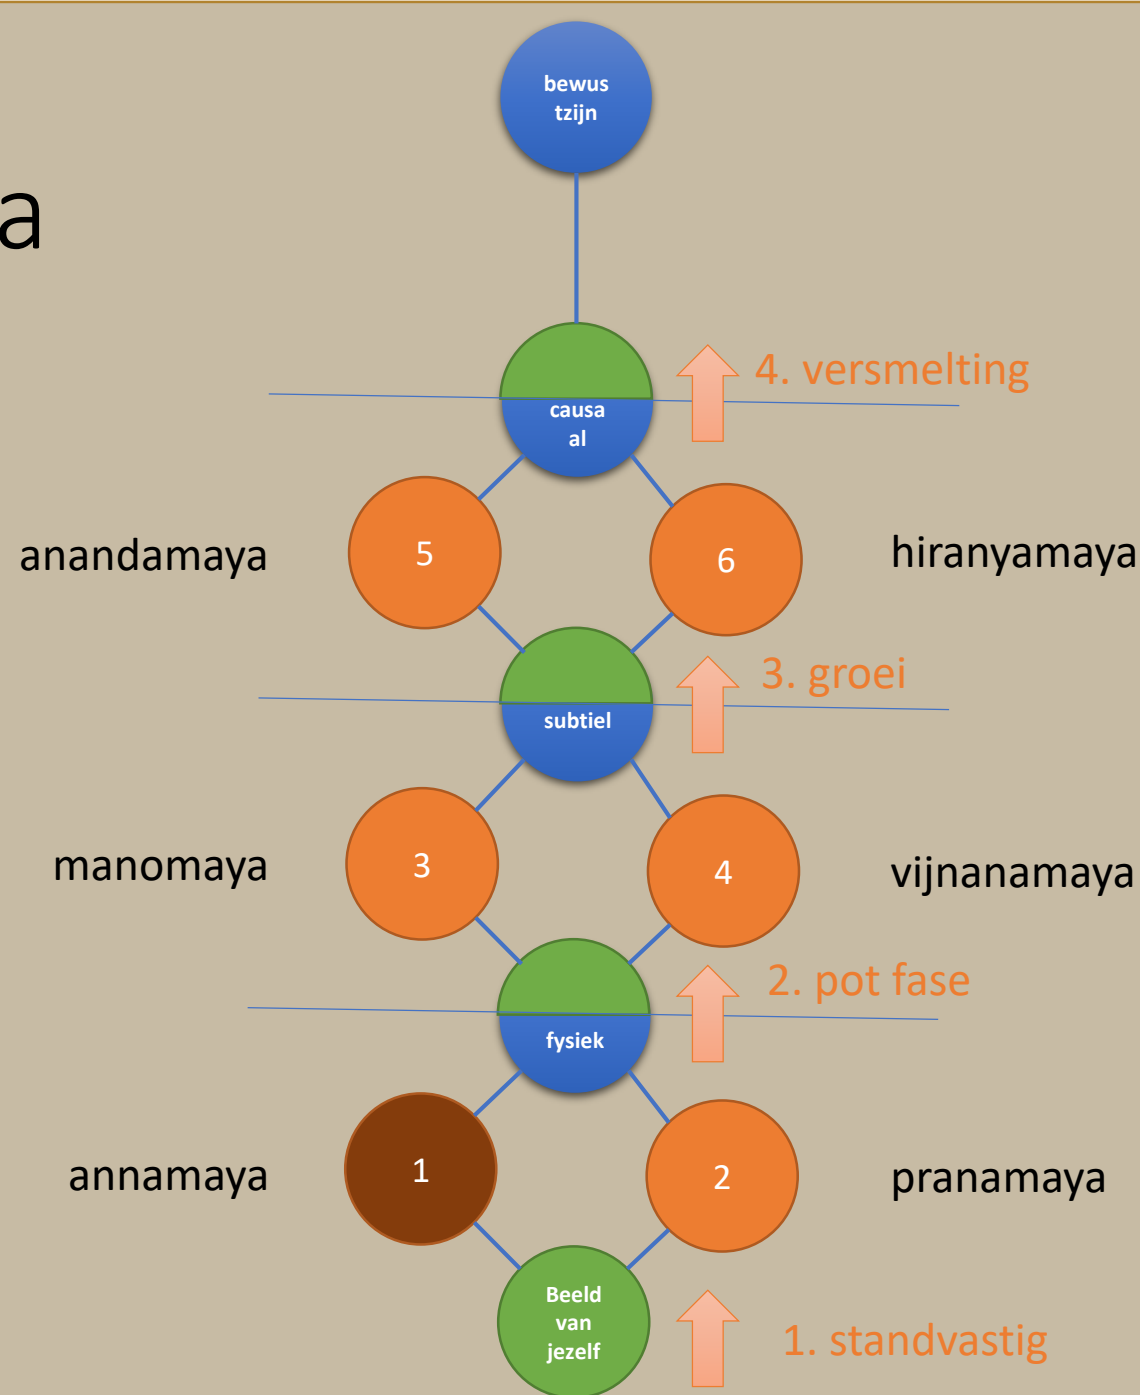 bewus
tzijn
a
4. versmelting
causa
al
anandamaya
5
6
hiranyamaya
3. groei
subtiel
manomaya
3
4
vijnanamaya
2. pot fase
fysiek
annamaya
1
2
pranamaya
Beeld
van
jezelf
1. standvastig